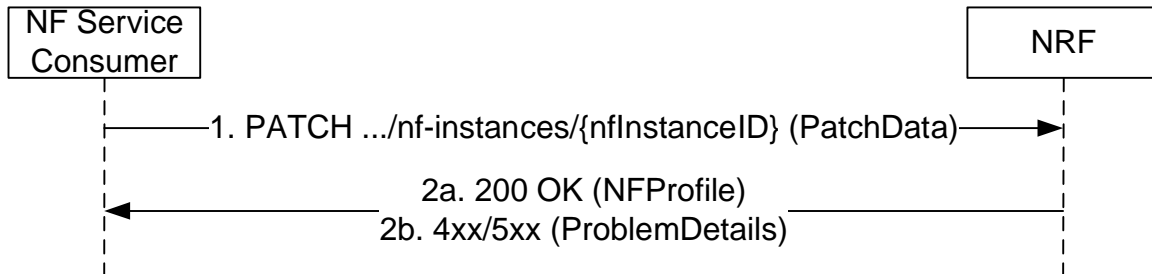 NF Service
Consumer
NRF
1. PATCH .../nf-instances/{nfInstanceID} (PatchData)
2a. 200 OK (NFProfile)
2b. 4xx/5xx (ProblemDetails)